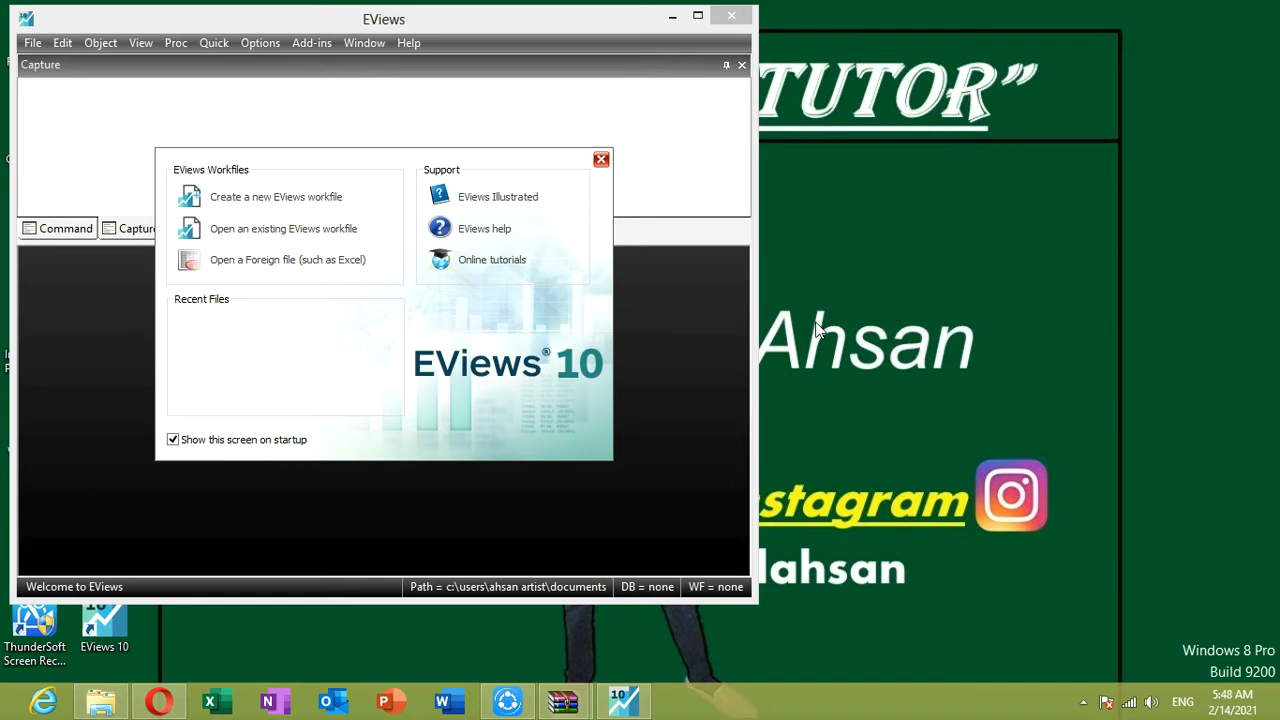 EViews
File Edit Object View Proc Quick Options Add-ins Window Help
Capture
EViews Workfiles
Create a new EViews workfile
Open an existing EViews workfile
Open a Foreign file (such as Excel)
Support
EViews Illustrated
EViews help
Online tutorials
Recent Files
EViews® 10
Show this screen on startup
Command
Welcome to EViews
Path = c:\users\ahsan artist\documents
DB = none
WF = none
TUTOR”
Ahsan
ThunderSoft
Screen Rec...
10
EViews 10
Windows 8 Pro
Build 9200
10
ENG
5:48 AM
2/14/2021